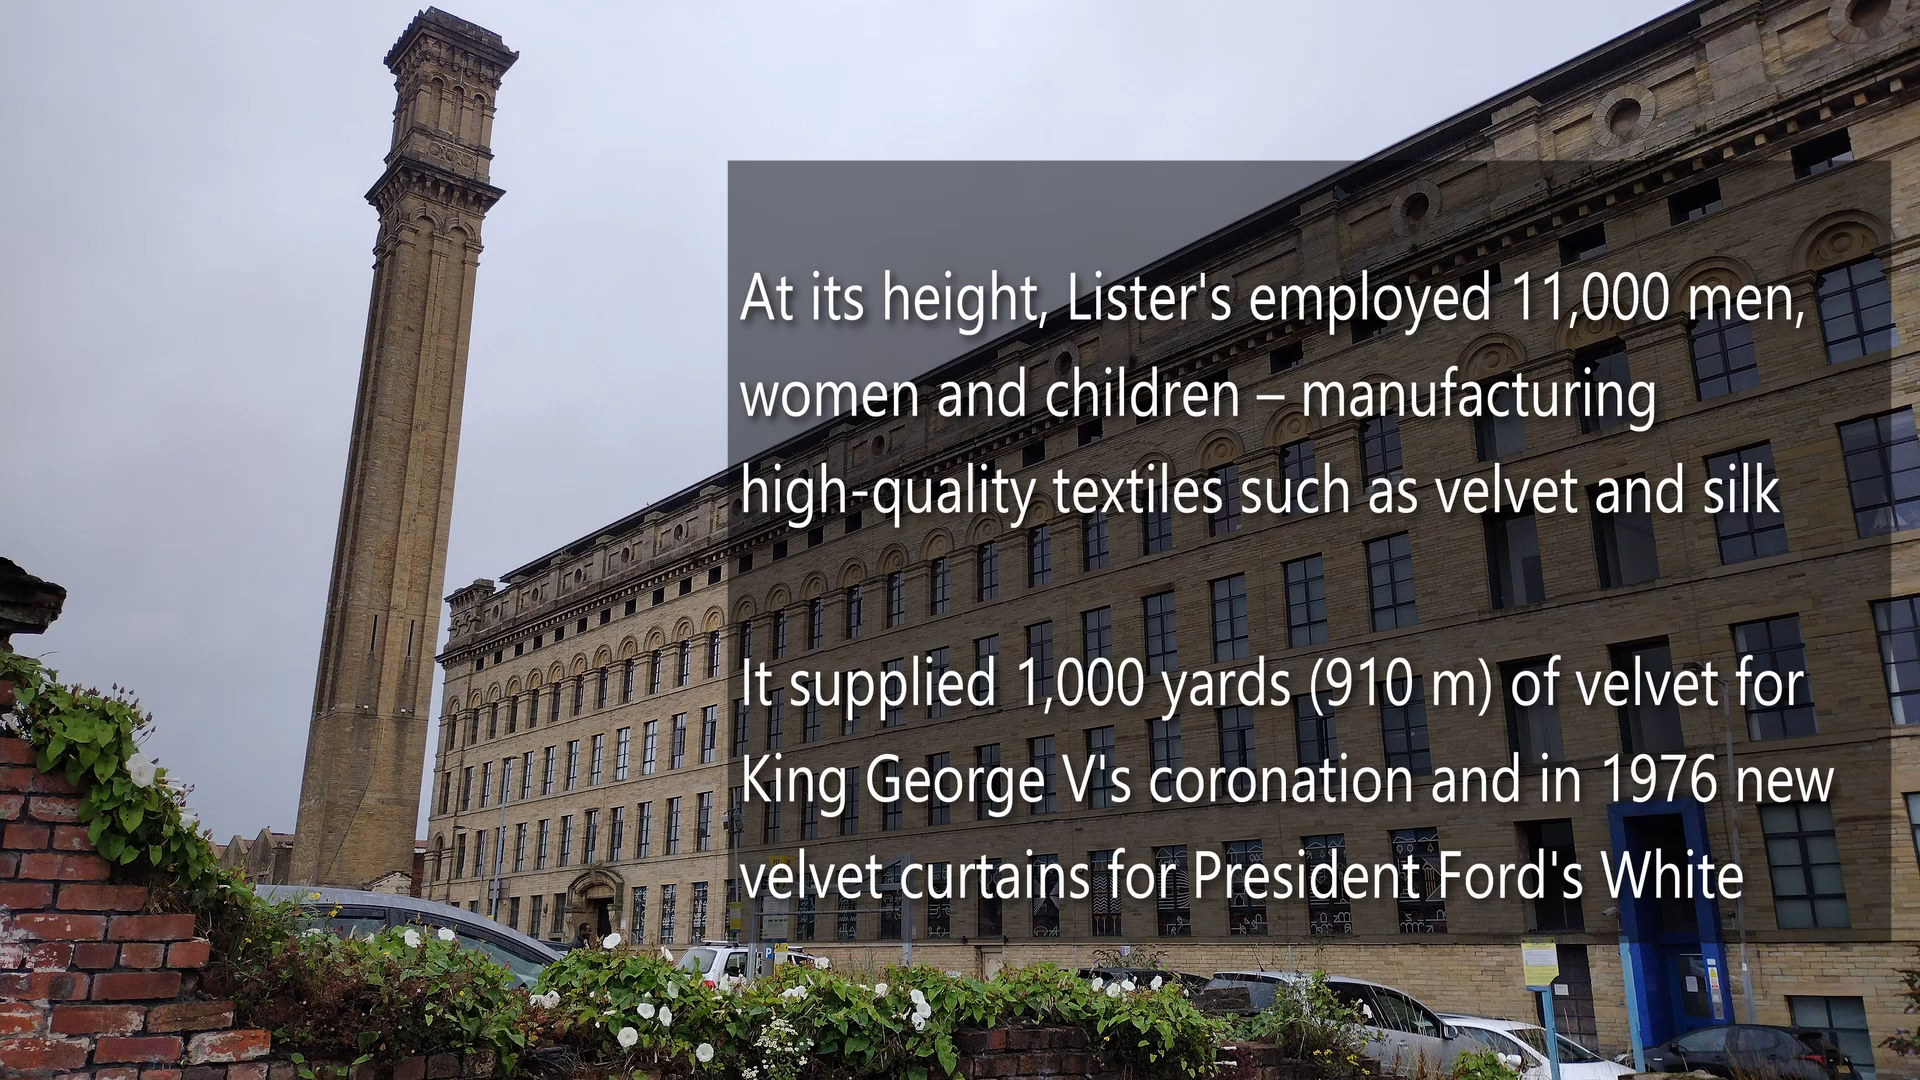 At its height, Lister's employed 11,000 men,
women and children – manufacturing
high-quality textiles such as velvet and silk
It supplied 1,000 yards (910 m) of velvet for
King George V's coronation and in 1976 new
velvet curtains for President Ford's White